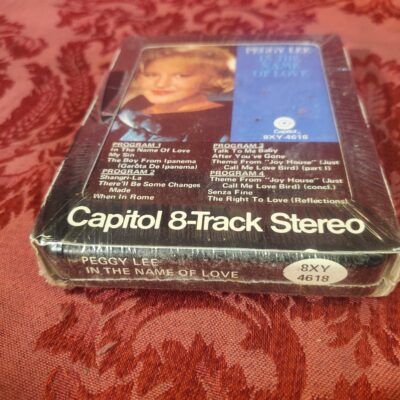 PEGGY LEE
IN THE
NAME
OF LOVE
Capitol
8XY 4618
PROGRAM 1
In The Name Of Love
My Sin
The Boy From Ipanema
(Garôta De Ipanema)
PROGRAM 2
Shangri-La
There'll Be Some Changes
Made
When In Rome
PROGRAM 3
Talk To Me Baby
After You've Gone
Theme From "Joy House" (Just
Call Me Love Bird) (part I)
PROGRAM 4
Theme From "Joy House" (Just
Call Me Love Bird) (concl.)
Senza Fine
The Right To Love (Reflections)
Capitol 8-Track Stereo
PEGGY LEE
IN THE NAME OF LOVE
8XY
4618